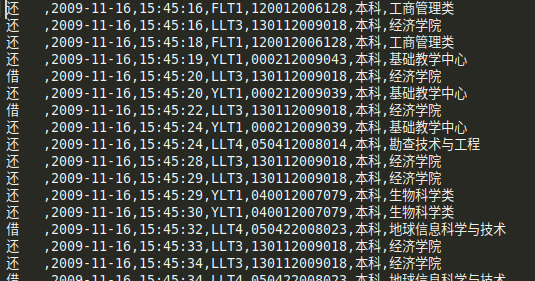 还   ,2009-11-16,15:45:16,FLT1,120012006128,本科,工商管理类
还   ,2009-11-16,15:45:16,LLT3,130112009018,本科,经济学院
还   ,2009-11-16,15:45:18,FLT1,120012006128,本科,工商管理类
还   ,2009-11-16,15:45:19,YLT1,000212009043,本科,基础教学中心
借   ,2009-11-16,15:45:20,LLT3,130112009018,本科,经济学院
还   ,2009-11-16,15:45:20,YLT1,000212009039,本科,基础教学中心
借   ,2009-11-16,15:45:22,LLT3,130112009018,本科,经济学院
还   ,2009-11-16,15:45:24,YLT1,000212009039,本科,基础教学中心
还   ,2009-11-16,15:45:24,LLT4,050412008014,本科,勘查技术与工程
还   ,2009-11-16,15:45:28,LLT3,130112009018,本科,经济学院
还   ,2009-11-16,15:45:29,LLT3,130112009018,本科,经济学院
还   ,2009-11-16,15:45:29,YLT1,040012007079,本科,生物科学类
还   ,2009-11-16,15:45:30,YLT1,040012007079,本科,生物科学类
借   ,2009-11-16,15:45:32,LLT4,050422008023,本科,地球信息科学与技术
还   ,2009-11-16,15:45:33,LLT3,130112009018,本科,经济学院
还   ,2009-11-16,15:45:34,LLT3,130112009018,本科,经济学院
借   ,2009-11-16,15:45:34,LLT4,050422008023,本科,地球信息科学与技术